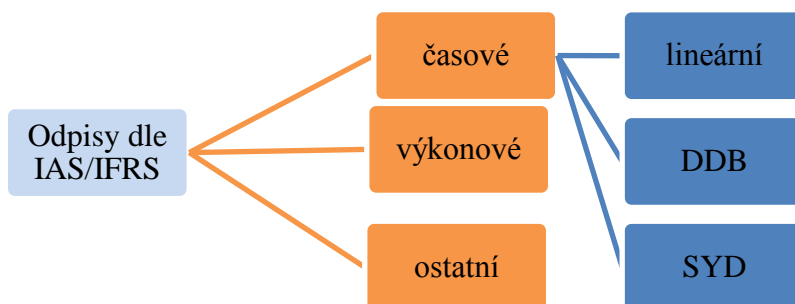 Odpisy dle
IAS/IFRS
časové
výkonové
ostatní
lineární
DDB
SYD